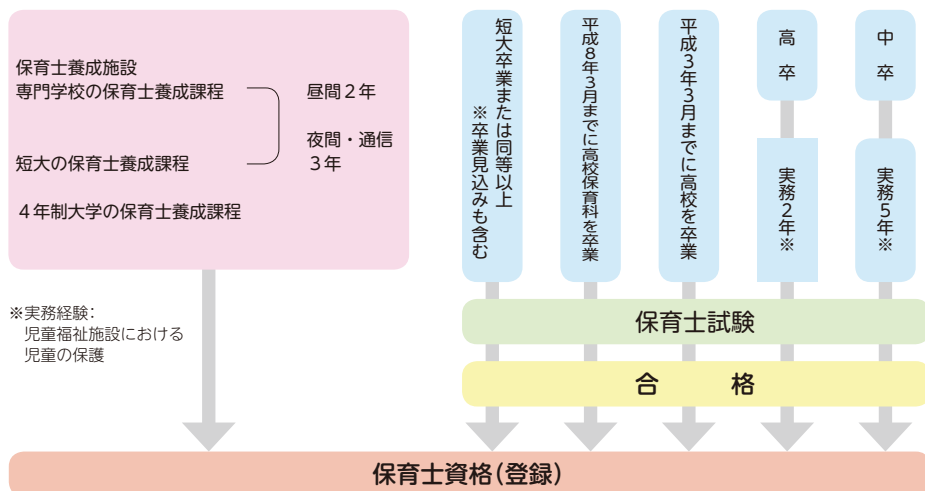 保育士養成施設
専門学校の保育士養成課程
昼間2年
夜間・通信
3年
短大の保育士養成課程
4年制大学の保育士養成課程
※実務経験:
児童福祉施設における
児童の保護
短大卒業または同等以上
※卒業見込みも含む
平成8年3月までに高校保育科を卒業
平成3年3月までに高校を卒業
高卒
実務2年※
中卒
実務5年※
保育士試験
合格
保育士資格(登録)